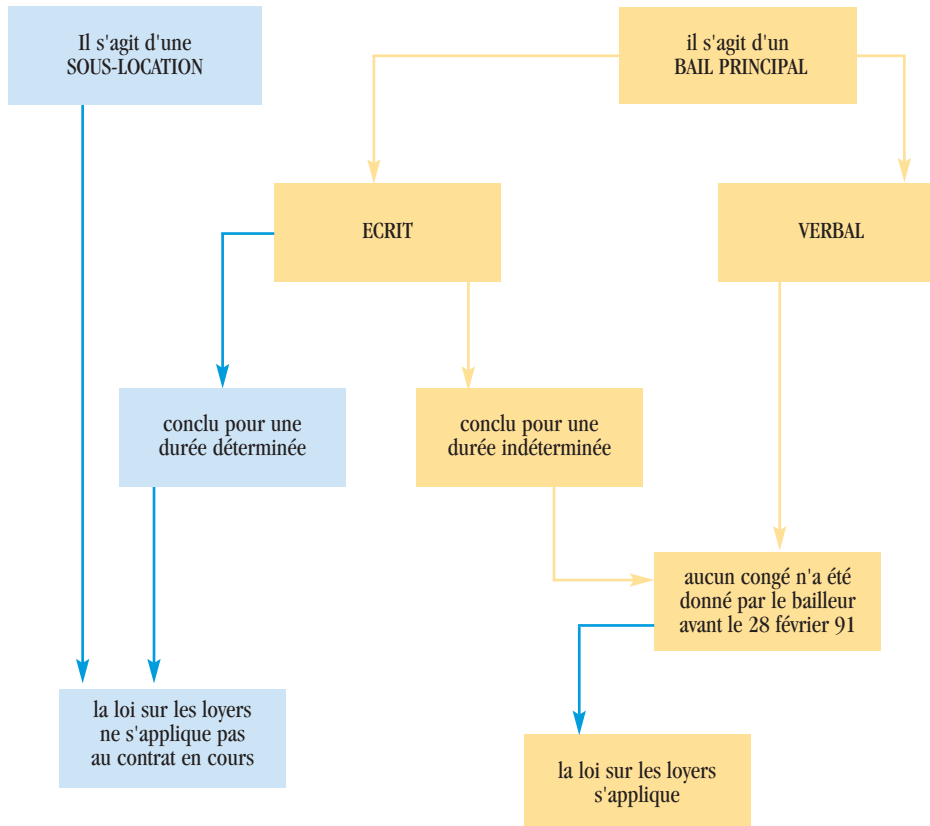 Il s'agit d'une
SOUS-LOCATION
il s'agit d'un
BAIL PRINCIPAL
ECRIT
VERBAL
conclu pour une
durée déterminée
conclu pour une
durée indéterminée
aucun congé n'a été
donné par le bailleur
avant le 28 février 91
la loi sur les loyers
ne s'applique pas
au contrat en cours
la loi sur les loyers
s'applique